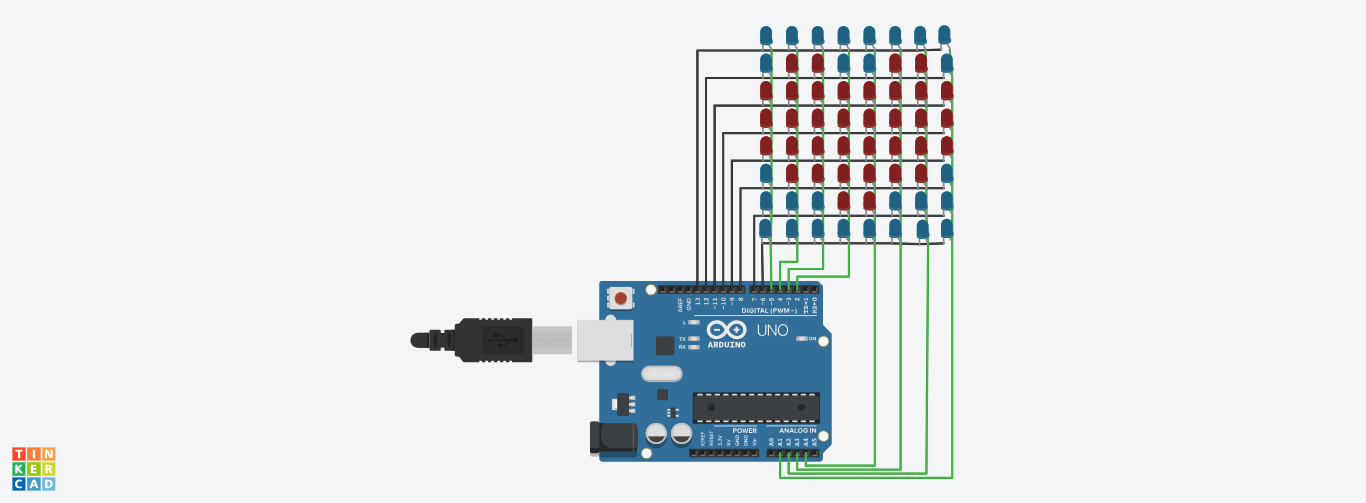 AREF
GND
13
12
~11
~10
~9
8
7
~6
~5
4
~3
2
TX→1
RX←0
DIGITAL (PWM~)
L
TX
RX
UNO
ARDUINO
ON
POWER
ANALOG IN
IOREF
RESET
3.3V
5V
GND
GND
Vin
A0
A1
A2
A3
A4
A5
TIN
KER
CAD